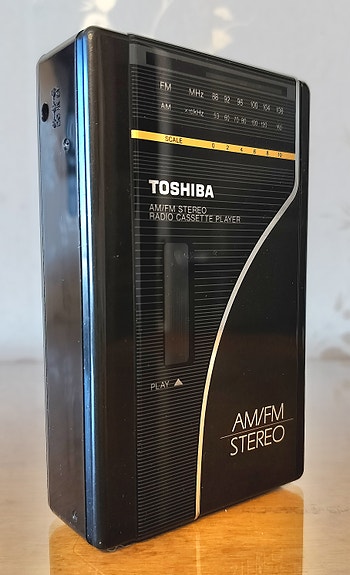 FM MHz 88 92 96 100 104 108
AM x10kHz 53 60 70 80 100 130 160
SCALE 0 2 4 6 8 10
TOSHIBA
AM/FM STEREO
RADIO CASSETTE PLAYER
PLAY ▲
AM/FM
STEREO